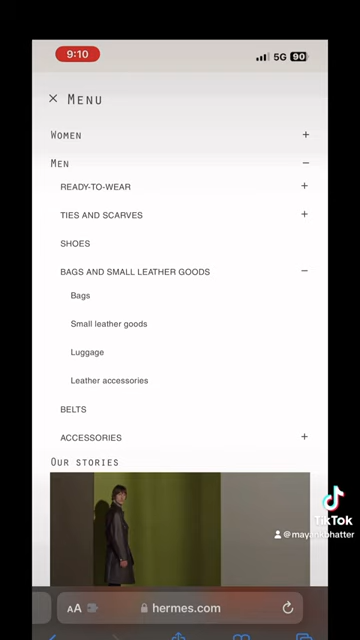 9:10
5G 90
× Menu
Women +
Men −
READY-TO-WEAR +
TIES AND SCARVES +
SHOES
BAGS AND SMALL LEATHER GOODS −
Bags
Small leather goods
Luggage
Leather accessories
BELTS
ACCESSORIES +
Our stories
TikTok
@mayankbhatter
AA hermes.com